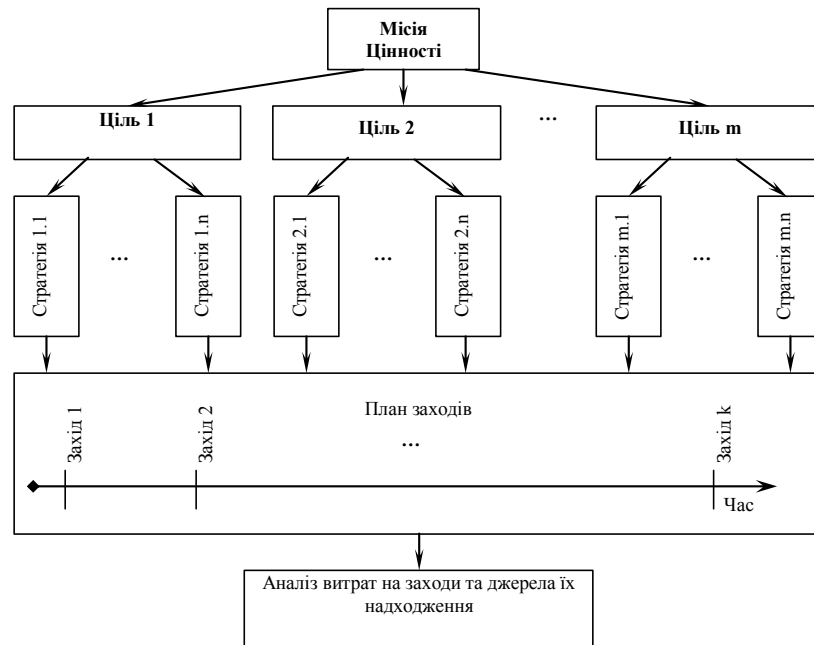 Місія
Цінності
Ціль 1
Ціль 2
...
Ціль m
Стратегія 1.1
...
Стратегія 1.n
Стратегія 2.1
...
Стратегія 2.n
Стратегія m.1
...
Стратегія m.n
План заходів
Захід 1
Захід 2
...
Захід k
Час
Аналіз витрат на заходи та джерела їх
надходження